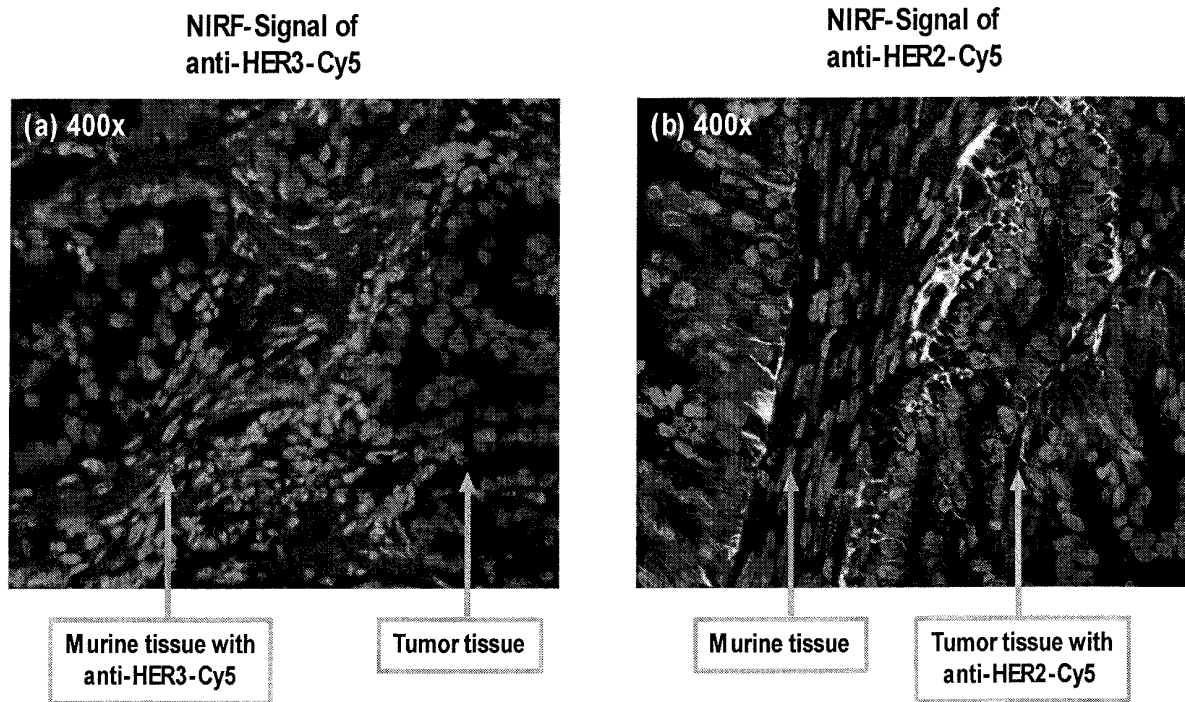 NIRF-Signal of
anti-HER3-Cy5
NIRF-Signal of
anti-HER2-Cy5
(a) 400x
(b) 400x
Murine tissue with
anti-HER3-Cy5
Tumor tissue
Murine tissue
Tumor tissue with
anti-HER2-Cy5